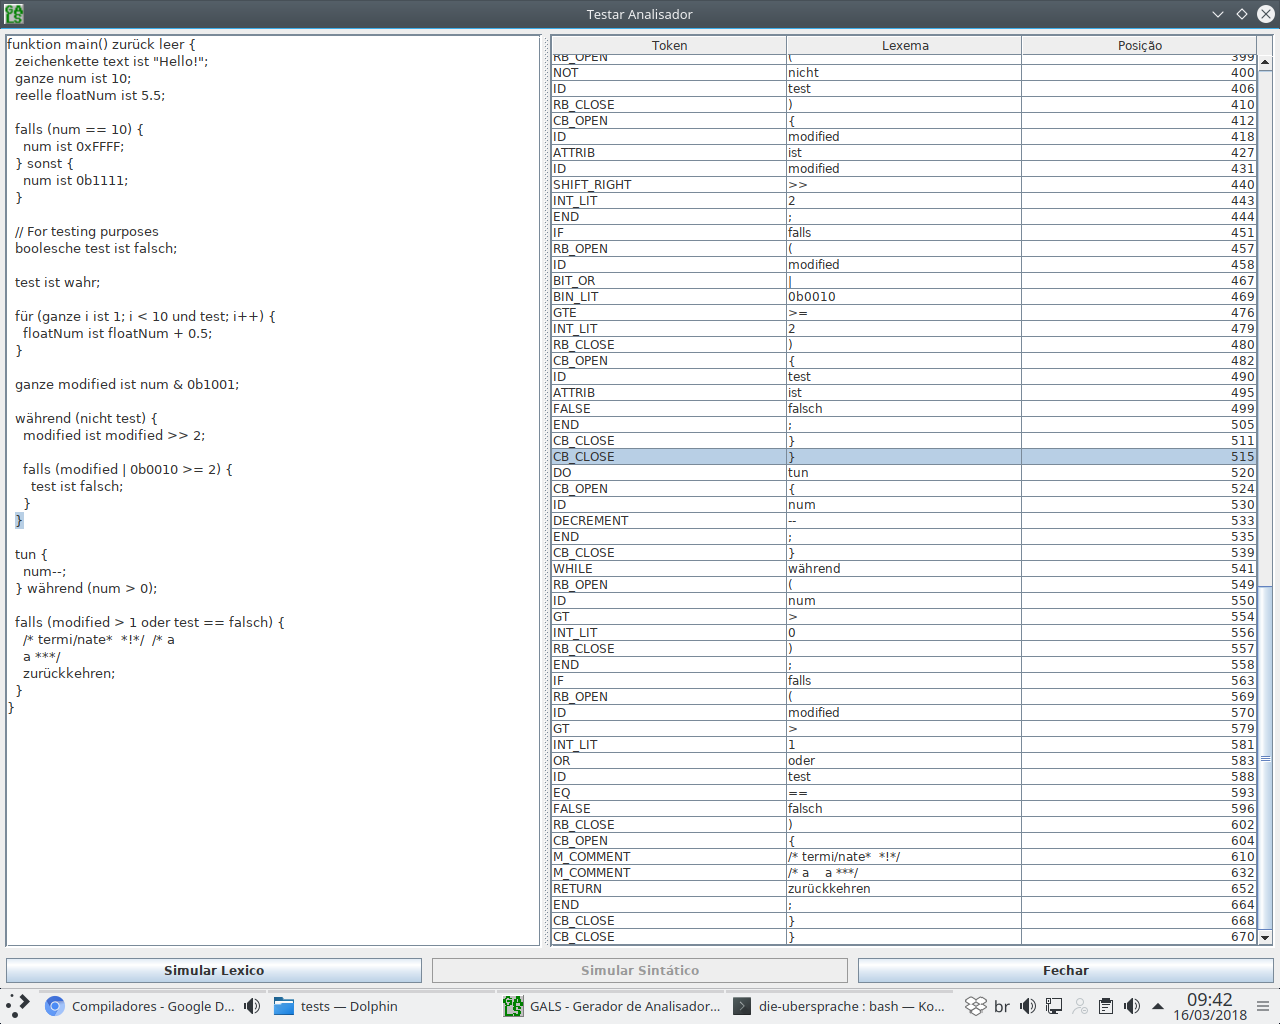 Testar Analisador
funktion main() zurück leer {
zeichenkette text ist "Hello!";
ganze num ist 10;
reelle floatNum ist 5.5;
falls (num == 10) {
num ist 0xFFFF;
} sonst {
num ist 0b1111;
}
// For testing purposes
boolesche test ist falsch;
test ist wahr;
für (ganze i ist 1; i < 10 und test; i++) {
floatNum ist floatNum + 0.5;
}
ganze modified ist num & 0b1001;
während (nicht test) {
modified ist modified >> 2;
falls (modified | 0b0010 >= 2) {
test ist falsch;
}
}
tun {
num--;
} während (num > 0);
falls (modified > 1 oder test == falsch) {
/* termi/nate*  *!*/  /* a
a ***/
zurückkehren;
}
}
Token Lexema Posição
RB_OPEN ( 399
NOT nicht 400
ID test 406
RB_CLOSE ) 410
CB_OPEN { 412
ID modified 418
ATTRIB ist 427
ID modified 431
SHIFT_RIGHT >> 440
INT_LIT 2 443
END ; 444
IF falls 451
RB_OPEN ( 457
ID modified 458
BIT_OR | 467
BIN_LIT 0b0010 469
GTE >= 476
INT_LIT 2 479
RB_CLOSE ) 480
CB_OPEN { 482
ID test 490
ATTRIB ist 495
FALSE falsch 499
END ; 505
CB_CLOSE } 511
CB_CLOSE } 515
DO tun 520
CB_OPEN { 524
ID num 530
DECREMENT -- 533
END ; 535
CB_CLOSE } 539
WHILE während 541
RB_OPEN ( 549
ID num 550
GT > 554
INT_LIT 0 556
RB_CLOSE ) 557
END ; 558
IF falls 563
RB_OPEN ( 569
ID modified 570
GT > 579
INT_LIT 1 581
OR oder 583
ID test 588
EQ == 593
FALSE falsch 596
RB_CLOSE ) 602
CB_OPEN { 604
M_COMMENT /* termi/nate*  *!*/ 610
M_COMMENT /* a    a ***/ 632
RETURN zurückkehren 652
END ; 664
CB_CLOSE } 668
CB_CLOSE } 670
Simular Lexico Simular Sintático Fechar
Compiladores - Google D... tests — Dolphin GALS - Gerador de Analisador... die-ubersprache : bash — Ko... br 09:42
16/03/2018